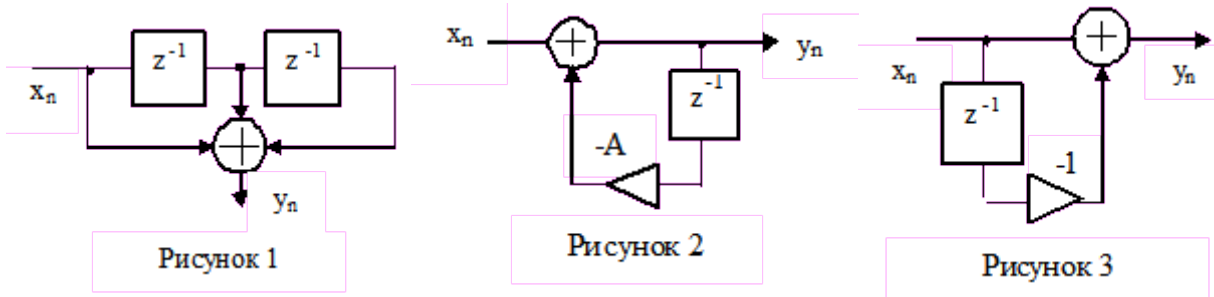 xₙ
z⁻¹
z⁻¹
yₙ
Рисунок 1
xₙ
yₙ
z⁻¹
-A
Рисунок 2
xₙ
yₙ
z⁻¹
-1
Рисунок 3